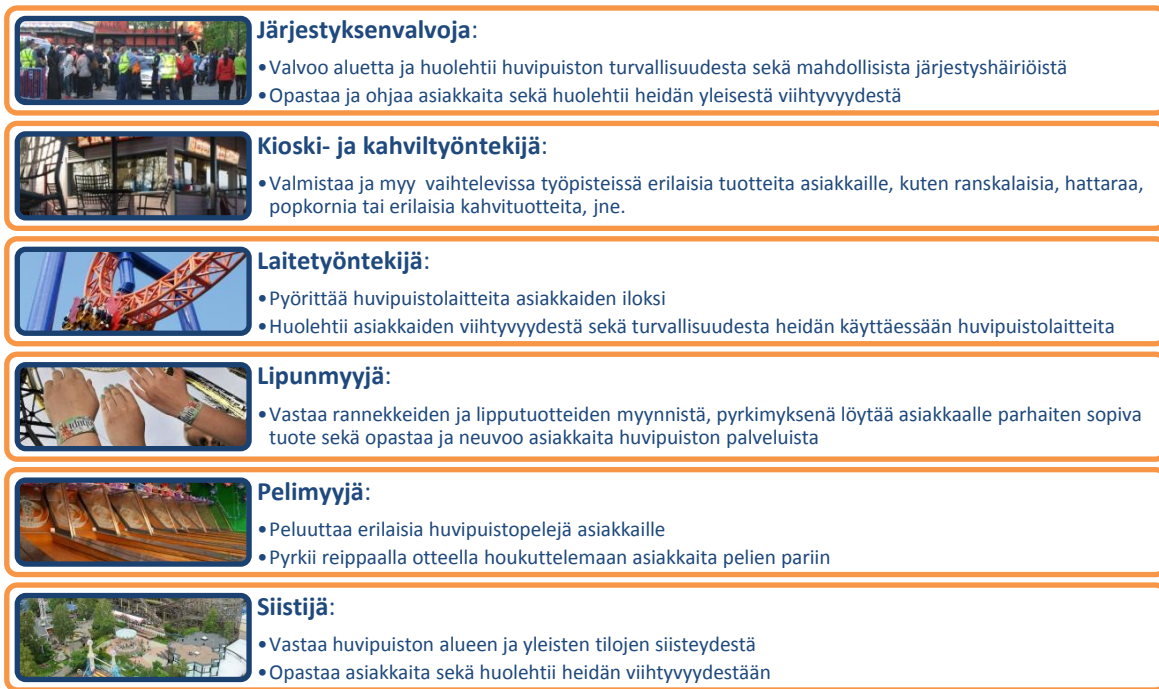 Järjestyksenvalvoja:
•Valvoo aluetta ja huolehtii huvipuiston turvallisuudesta sekä mahdollisista järjestyshäiriöistä
•Opastaa ja ohjaa asiakkaita sekä huolehtii heidän yleisestä viihtyvyydestä
Kioski- ja kahviltyöntekijä:
•Valmistaa ja myy vaihtelevissa työpisteissä erilaisia tuotteita asiakkaille, kuten ranskalaisia, hattaraa,
popkornia tai erilaisia kahvituotteita, jne.
Laitetyöntekijä:
•Pyörittää huvipuistolaitteita asiakkaiden iloksi
•Huolehtii asiakkaiden viihtyvyydestä sekä turvallisuudesta heidän käyttäessään huvipuistolaitteita
Lipunmyyjä:
•Vastaa rannekkeiden ja lipputuotteiden myynnistä, pyrkimyksenä löytää asiakkaalle parhaiten sopiva
tuote sekä opastaa ja neuvoo asiakkaita huvipuiston palveluista
Pelimyyjä:
•Peluuttaa erilaisia huvipuistopelejä asiakkaille
•Pyrkii reippaalla otteella houkuttelemaan asiakkaita pelien pariin
Siistijä:
•Vastaa huvipuiston alueen ja yleisten tilojen siisteydestä
•Opastaa asiakkaita sekä huolehtii heidän viihtyvyydestään